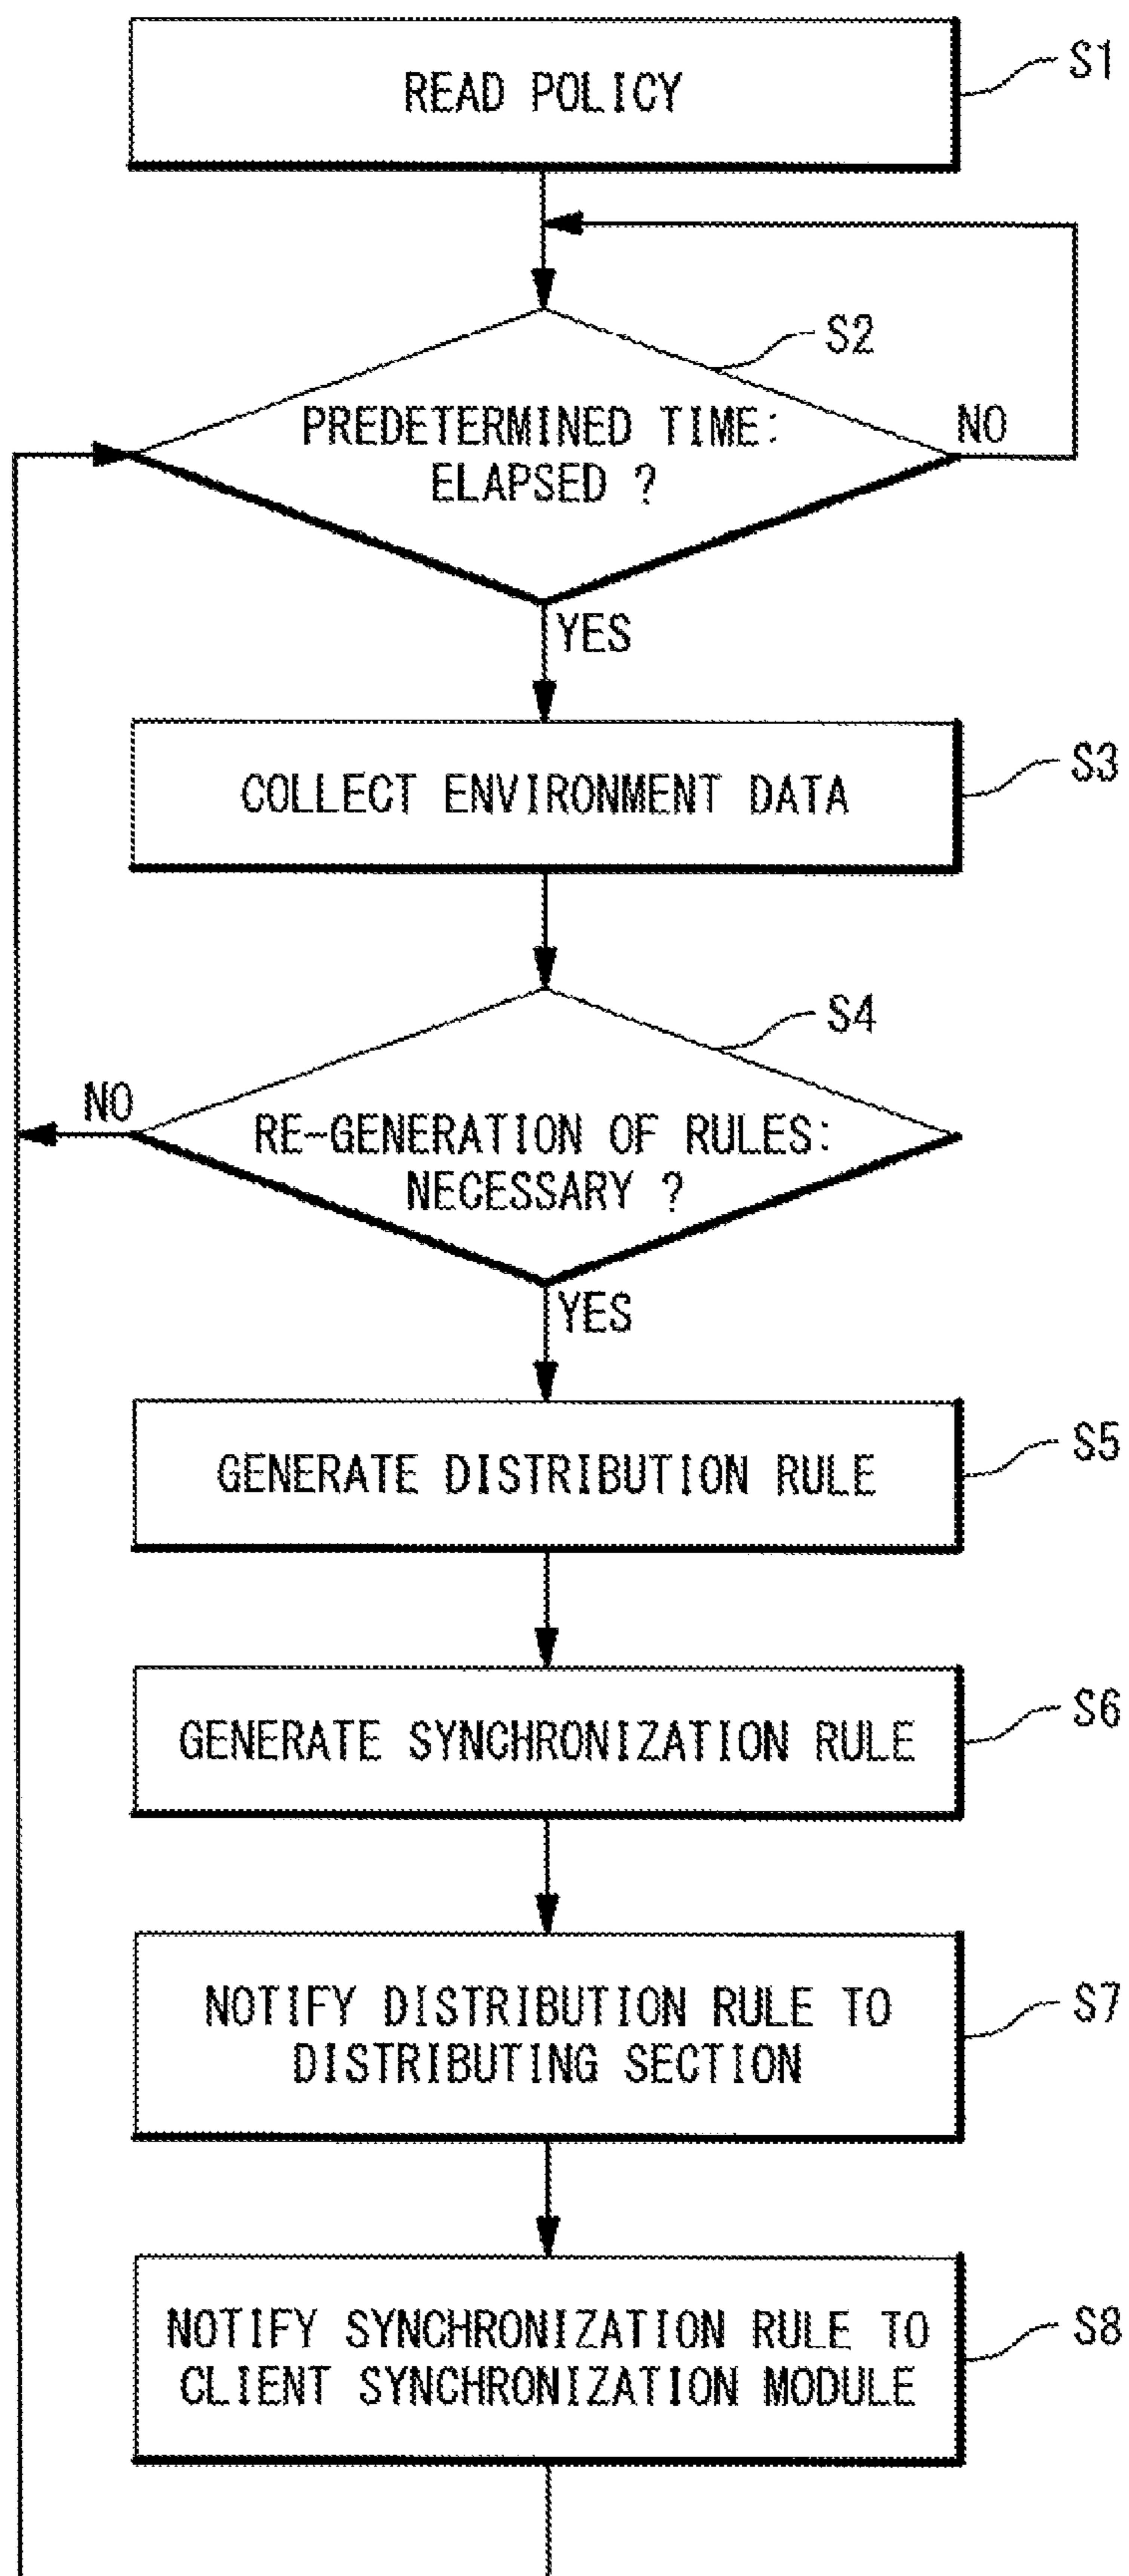 READ POLICY
S1
S2
PREDETERMINED TIME:
ELAPSED ?
NO
YES
COLLECT ENVIRONMENT DATA
S3
S4
NO
RE-GENERATION OF RULES:
NECESSARY ?
YES
GENERATE DISTRIBUTION RULE
S5
GENERATE SYNCHRONIZATION RULE
S6
NOTIFY DISTRIBUTION RULE TO
DISTRIBUTING SECTION
S7
NOTIFY SYNCHRONIZATION RULE TO
CLIENT SYNCHRONIZATION MODULE
S8